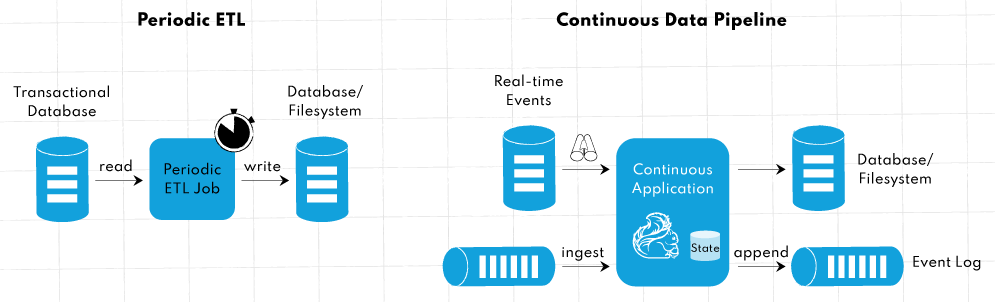 Periodic ETL
Transactional
Database
read
Periodic
ETL Job
write
Database/
Filesystem
Continuous Data Pipeline
Real-time
Events
Continuous
Application
State
Database/
Filesystem
ingest
append
Event Log